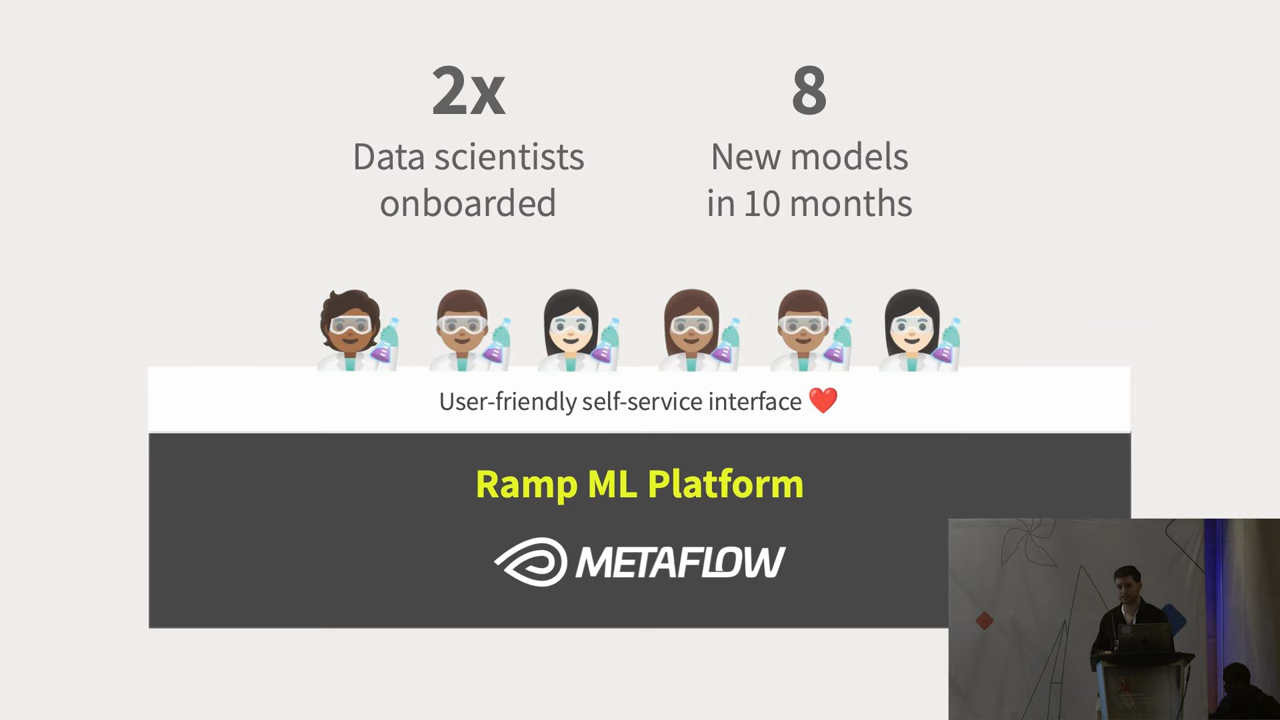 2x
Data scientists
onboarded
8
New models
in 10 months
User-friendly self-service interface ❤️
Ramp ML Platform
METAFLOW